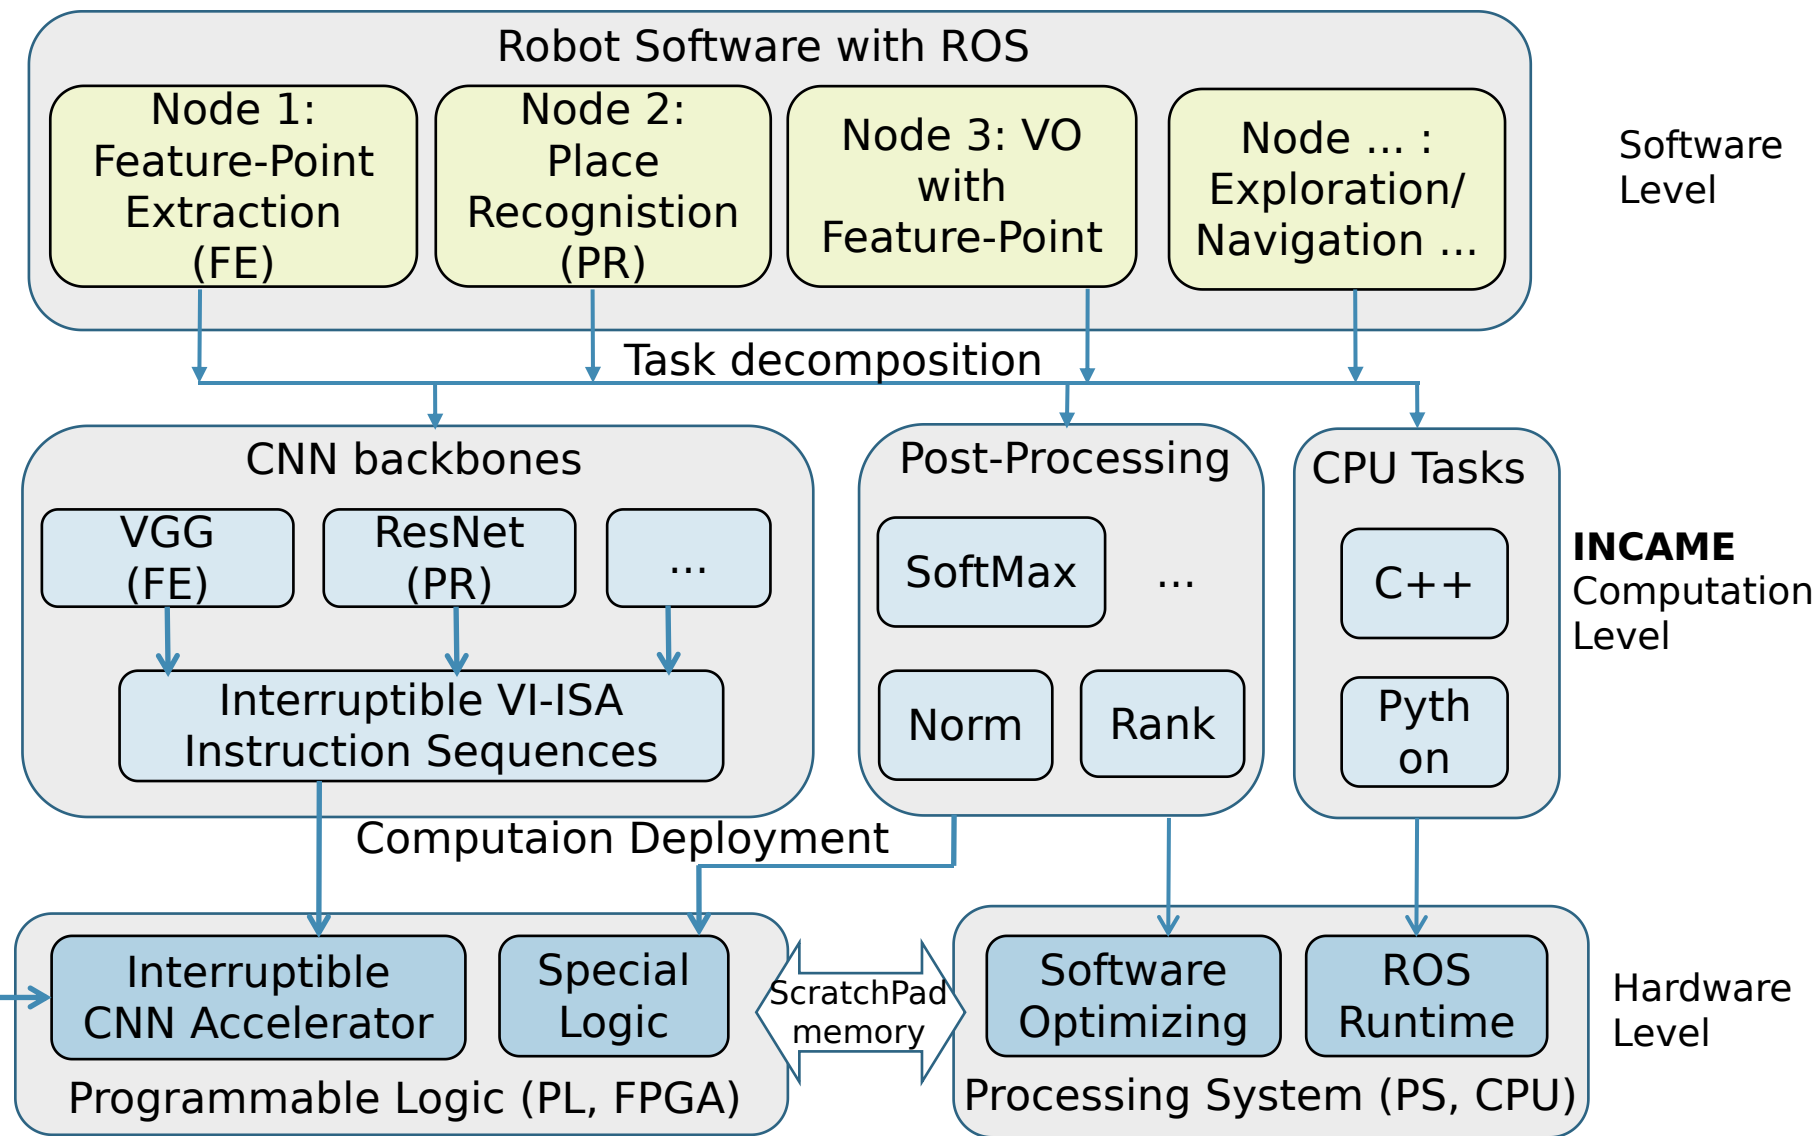 Robot Software with ROS
Node 1:
Feature-Point
Extraction
(FE)
Node 2:
Place
Recognistion
(PR)
Node 3: VO
with
Feature-Point
Node ... :
Exploration/
Navigation ...
Software
Level
Task decomposition
CNN backbones
VGG
(FE)
ResNet
(PR)
...
Interruptible VI-ISA
Instruction Sequences
Post-Processing
SoftMax
...
Norm
Rank
CPU Tasks
C++
Pyth
on
INCAME
Computation
Level
Computaion Deployment
Interruptible
CNN Accelerator
Special
Logic
Programmable Logic (PL, FPGA)
ScratchPad
memory
Software
Optimizing
ROS
Runtime
Processing System (PS, CPU)
Hardware
Level